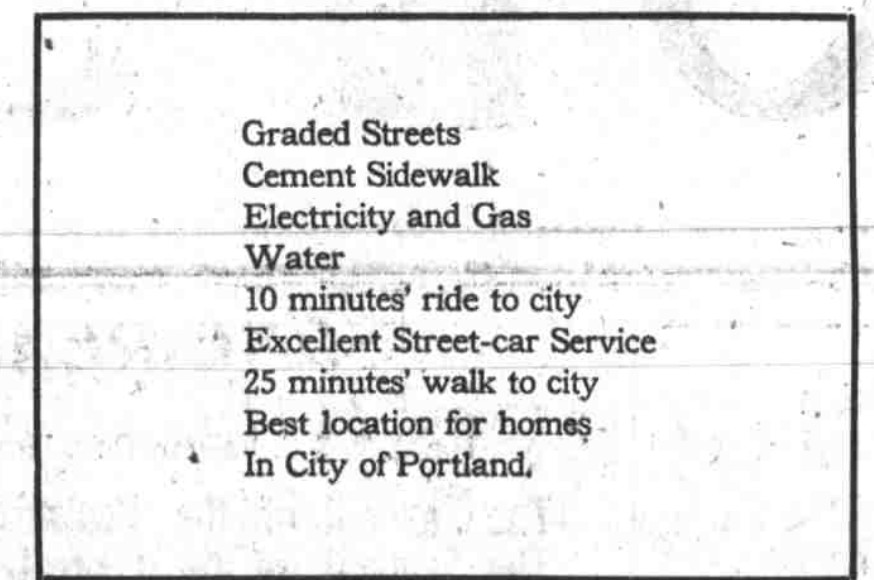 Graded Streets
Cement Sidewalk
Electricity and Gas
Water
10 minutes' ride to city
Excellent Street-car Service
25 minutes' walk to city
Best location for homes
In City of Portland.